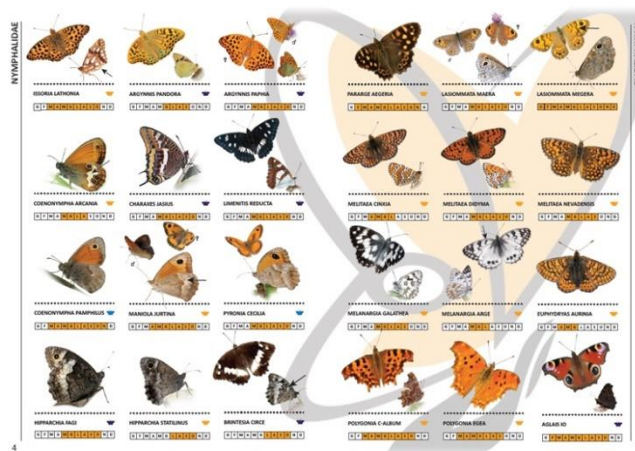 NYMPHALIDAE
ISSORIA LATHONIA
ARGYNNIS PANDORA
ARGYNNIS PAPHIA
PARARGE AEGERIA
LASIOMMATA MAERA
LASIOMMATA MEGERA
G F M A M G L A S O N D
G F M A M G L A S O N D
G F M A M G L A S O N D
G F M A M G L A S O N D
G F M A M G L A S O N D
G F M A M G L A S O N D
COENONYMPHA ARCANIA
CHARAXES JASIUS
LIMENITIS REDUCTA
MELITAEA CINXIA
MELITAEA DIDYMA
MELITAEA NEVADENSIS
G F M A M G L A S O N D
G F M A M G L A S O N D
G F M A M G L A S O N D
G F M A M G L A S O N D
G F M A M G L A S O N D
G F M A M G L A S O N D
COENONYMPHA PAMPHILUS
MANIOLA JURTINA
PYRONIA CECILIA
MELANARGIA GALATHEA
MELANARGIA ARGE
EUPHYDRYAS AURINIA
G F M A M G L A S O N D
G F M A M G L A S O N D
G F M A M G L A S O N D
G F M A M G L A S O N D
G F M A M G L A S O N D
G F M A M G L A S O N D
HIPPARCHIA FAGI
HIPPARCHIA STATILINUS
BRINTESIA CIRCE
POLYGONIA C-ALBUM
POLYGONIA EGEA
AGLAIS IO
G F M A M G L A S O N D
G F M A M G L A S O N D
G F M A M G L A S O N D
G F M A M G L A S O N D
G F M A M G L A S O N D
G F M A M G L A S O N D
4